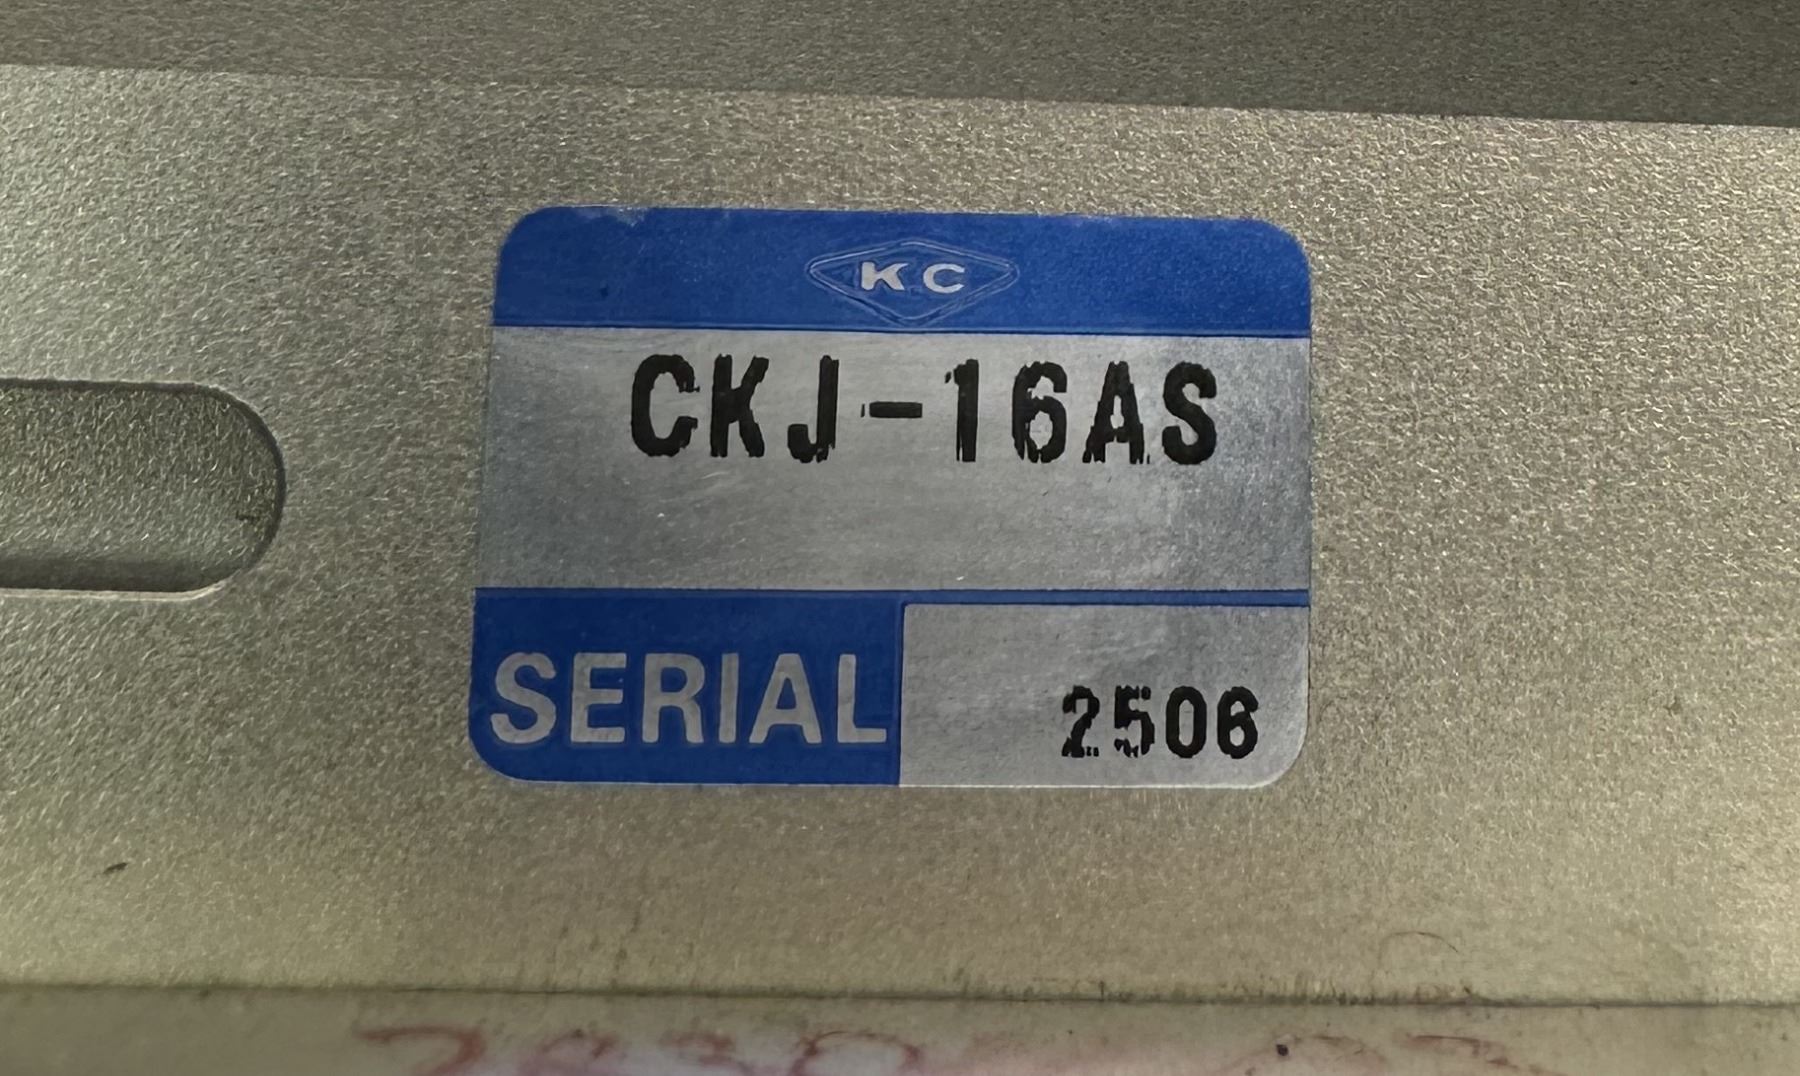 KC
CKJ-16AS
SERIAL 2506